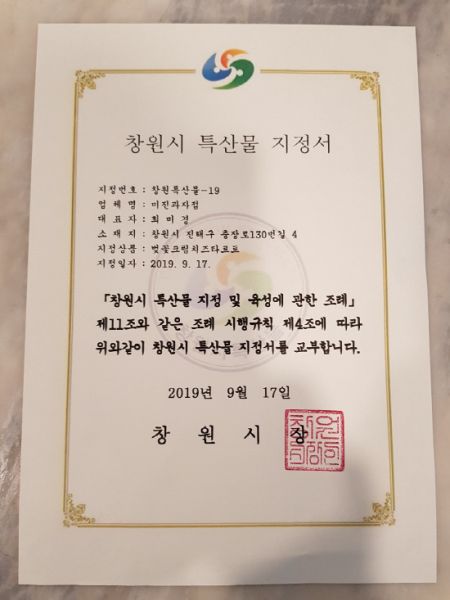 창원시 특산물 지정서
지정번호 : 창원특산물-19
업 체 명 : 미진과자점
대 표 자 : 최미경
소 재 지 : 창원시 진해구 충장로130번길 4
지정상품 : 벚꽃크림치즈타르트
지정일자 : 2019. 9. 17.
「창원시 특산물 지정 및 육성에 관한 조례」
제11조와 같은 조례 시행규칙 제4조에 따라
위와같이 창원시 특산물 지정서를 교부합니다.
2019년 9월 17일
창 원 시 장